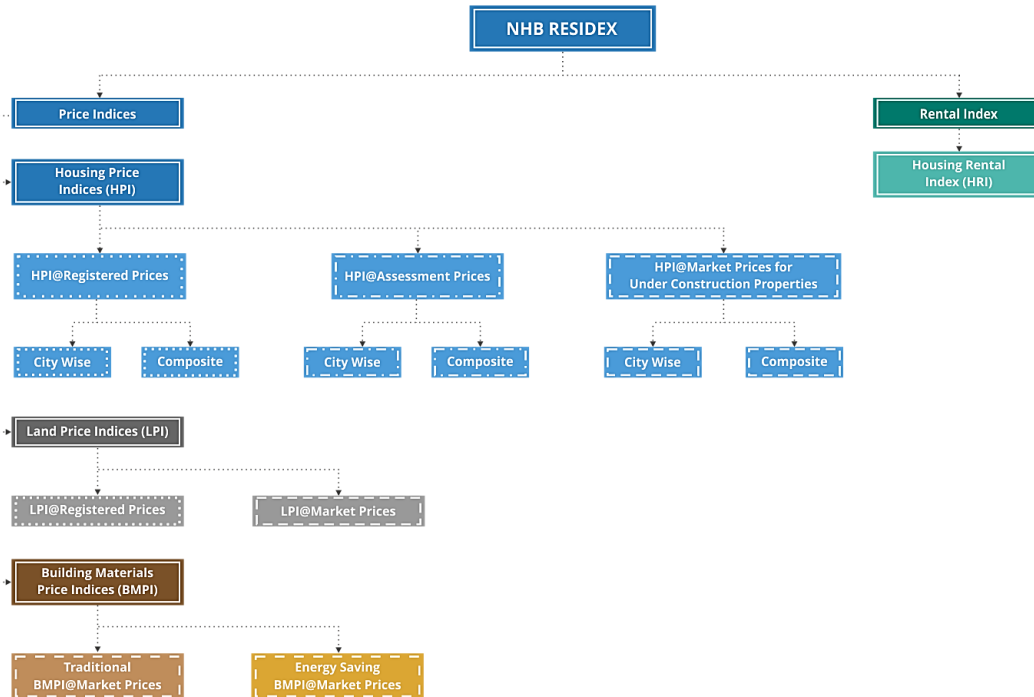 NHB RESIDEX
Price Indices
Rental Index
Housing Price
Indices (HPI)
Housing Rental
Index (HRI)
HPI@Registered Prices
HPI@Assessment Prices
HPI@Market Prices for
Under Construction Properties
City Wise
Composite
City Wise
Composite
City Wise
Composite
Land Price Indices (LPI)
LPI@Registered Prices
LPI@Market Prices
Building Materials
Price Indices (BMPI)
Traditional
BMPI@Market Prices
Energy Saving
BMPI@Market Prices